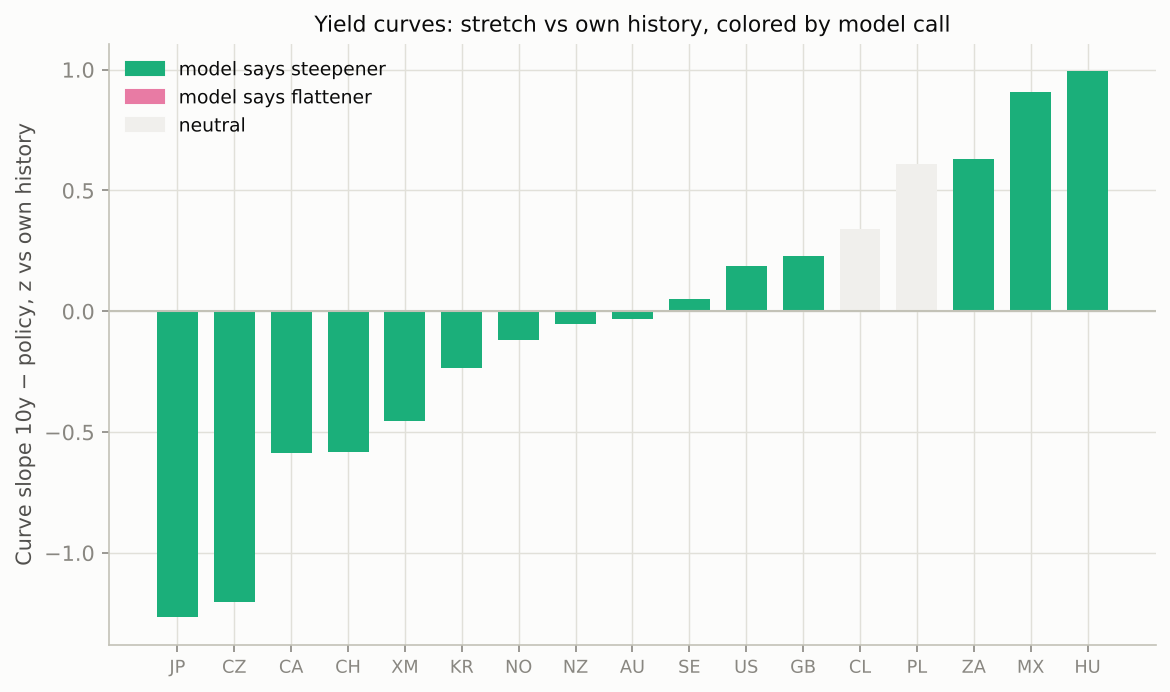 Yield curves: stretch vs own history, colored by model call
model says steepener
model says flattener
neutral
Curve slope 10y − policy, z vs own history
1.0
0.5
0.0
−0.5
−1.0
JP CZ CA CH XM KR NO NZ AU SE US GB CL PL ZA MX HU